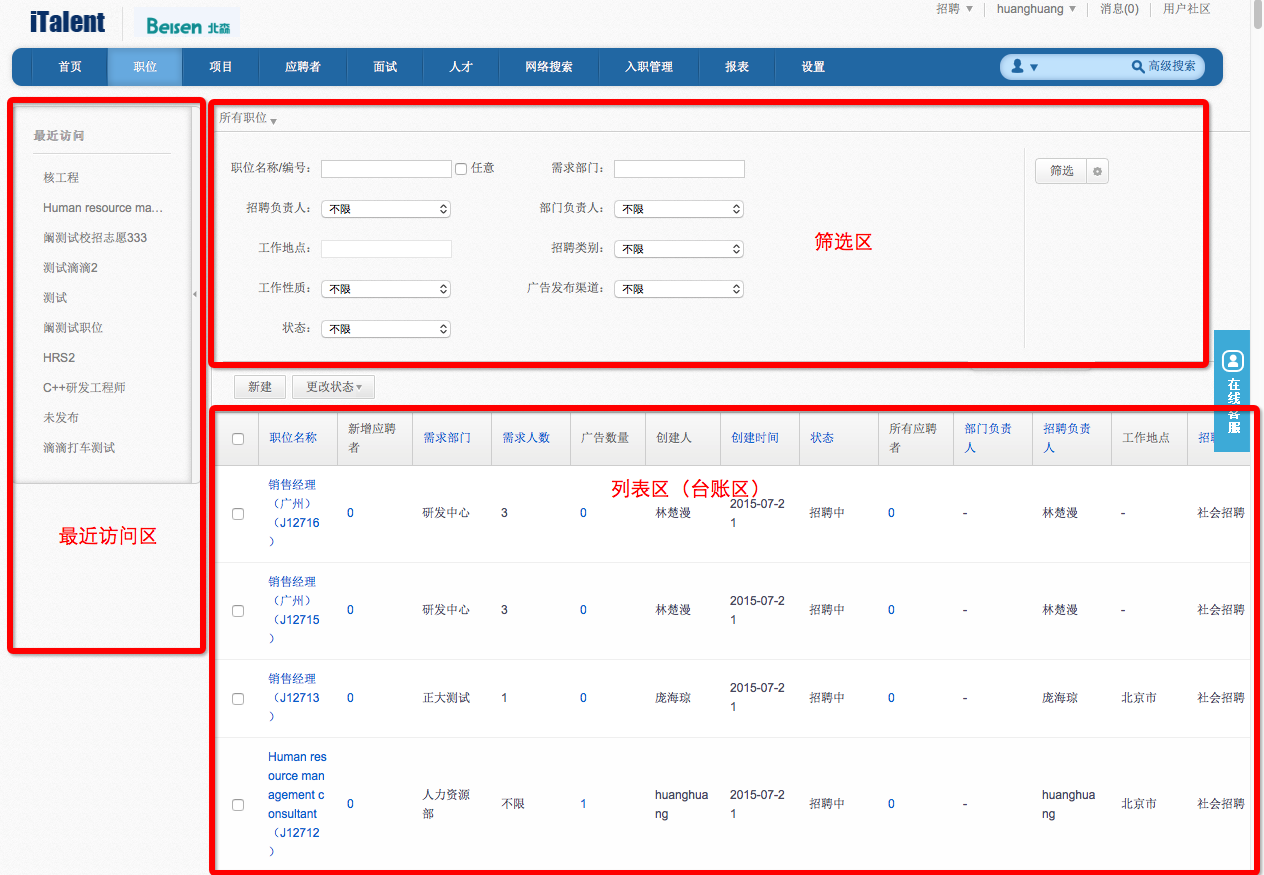 iTalent Beisen 北森 招聘 huanghuang 消息(0) 用户社区
首页 职位 项目 应聘者 面试 人才 网络搜索 入职管理 报表 设置 高级搜索
最近访问
核工程
Human resource ma...
阚测试校招志愿333
测试滴滴2
测试
阚测试职位
HRS2
C++研发工程师
未发布
滴滴打车测试
最近访问区
所有职位
职位名称/编号: 任意 需求部门: 筛选
招聘负责人: 不限 部门负责人: 不限
工作地点: 招聘类别: 不限
筛选区
工作性质: 不限 广告发布渠道: 不限
状态: 不限
在线客服
新建 更改状态
职位名称 新增应聘者 需求部门 需求人数 广告数量 创建人 创建时间 状态 所有应聘者 部门负责人 招聘负责人 工作地点 招
列表区（台账区）
销售经理（广州）（J12716） 0 研发中心 3 0 林楚漫 2015-07-21 招聘中 0 - 林楚漫 - 社会招聘
销售经理（广州）（J12715） 0 研发中心 3 0 林楚漫 2015-07-21 招聘中 0 - 林楚漫 - 社会招聘
销售经理（J12713） 0 正大测试 1 0 庞海琼 2015-07-21 招聘中 0 - 庞海琼 北京市 社会招聘
Human resource management consultant（J12712） 0 人力资源部 不限 1 huanghuang 2015-07-21 招聘中 0 - huanghuang 北京市 社会招聘